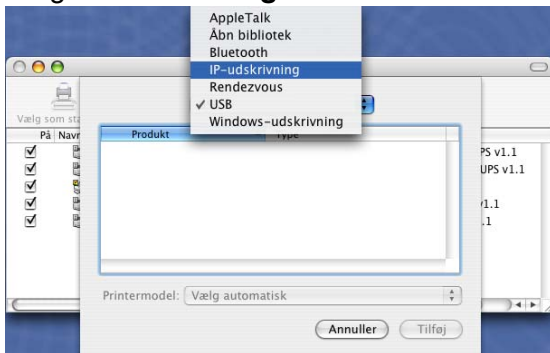 AppleTalk
Åbn bibliotek
Bluetooth
IP-udskrivning
Rendezvous
✓ USB
Windows-udskrivning
Vælg som
På Navn
Produkt
Type
PS v1.1
UPS v1.1
v1.1
.1
Printermodel: Vælg automatisk
Annuller Tilføj